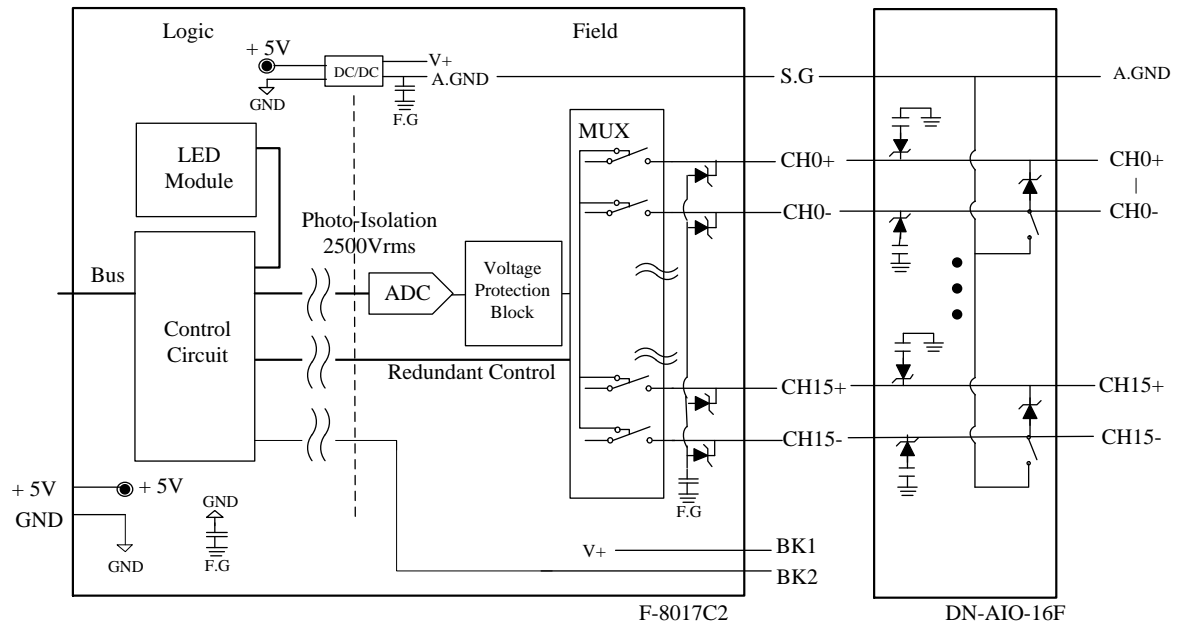 Logic
Field
+ 5V
DC/DC
V+
A.GND
GND
F.G
S.G
A.GND
LED
Module
MUX
CH0+
CH0+
|
CH0-
CH0-
Photo-Isolation
2500Vrms
Bus
Control
Circuit
ADC
Voltage
Protection
Block
Redundant Control
CH15+
CH15+
CH15-
CH15-
+ 5V
+ 5V
GND
GND
GND
F.G
F.G
V+
BK1
BK2
F-8017C2
DN-AIO-16F